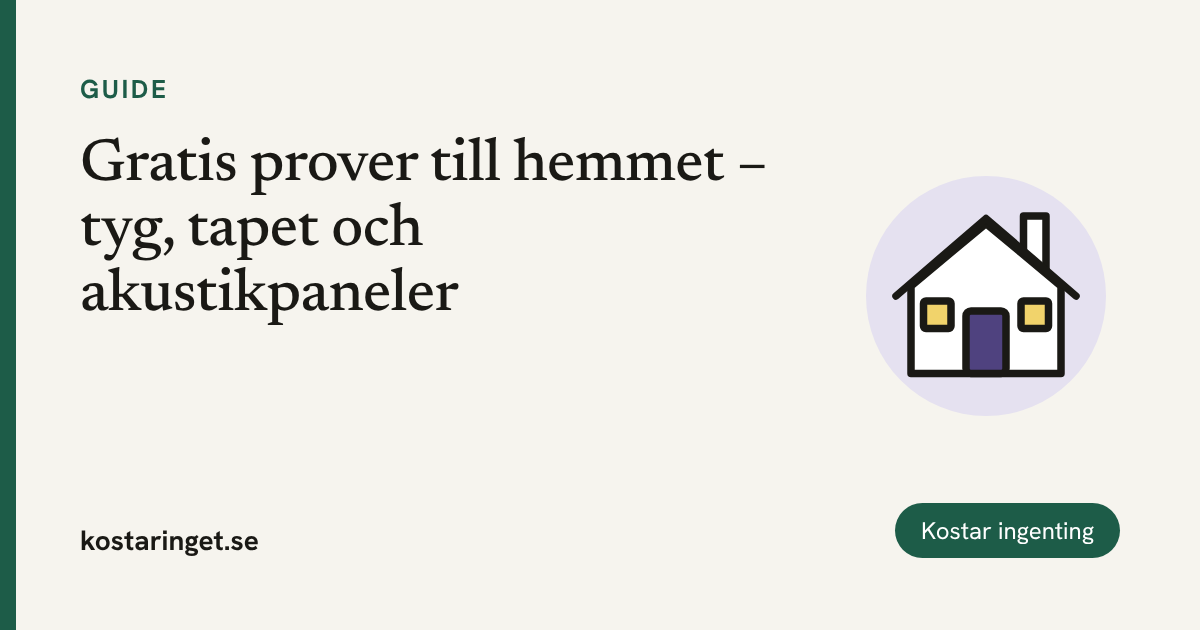 GUIDE
Gratis prover till hemmet –
tyg, tapet och
akustikpaneler
kostaringet.se
Kostar ingenting